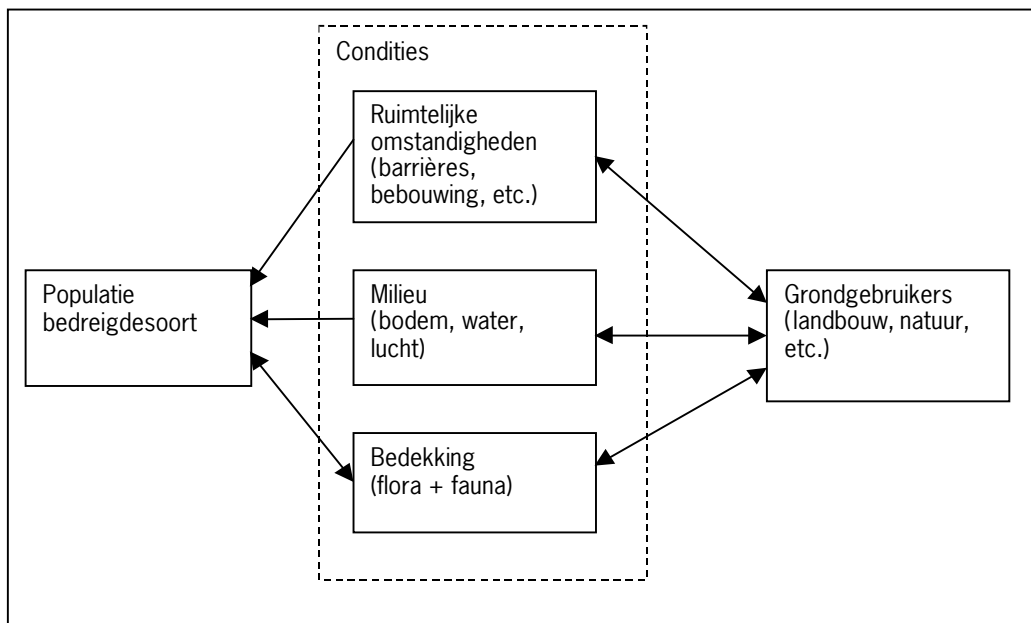 Condities
Ruimtelijke
omstandigheden
(barrières,
bebouwing, etc.)
Populatie
bedreigdesoort
Milieu
(bodem, water,
lucht)
Grondgebruikers
(landbouw, natuur,
etc.)
Bedekking
(flora + fauna)